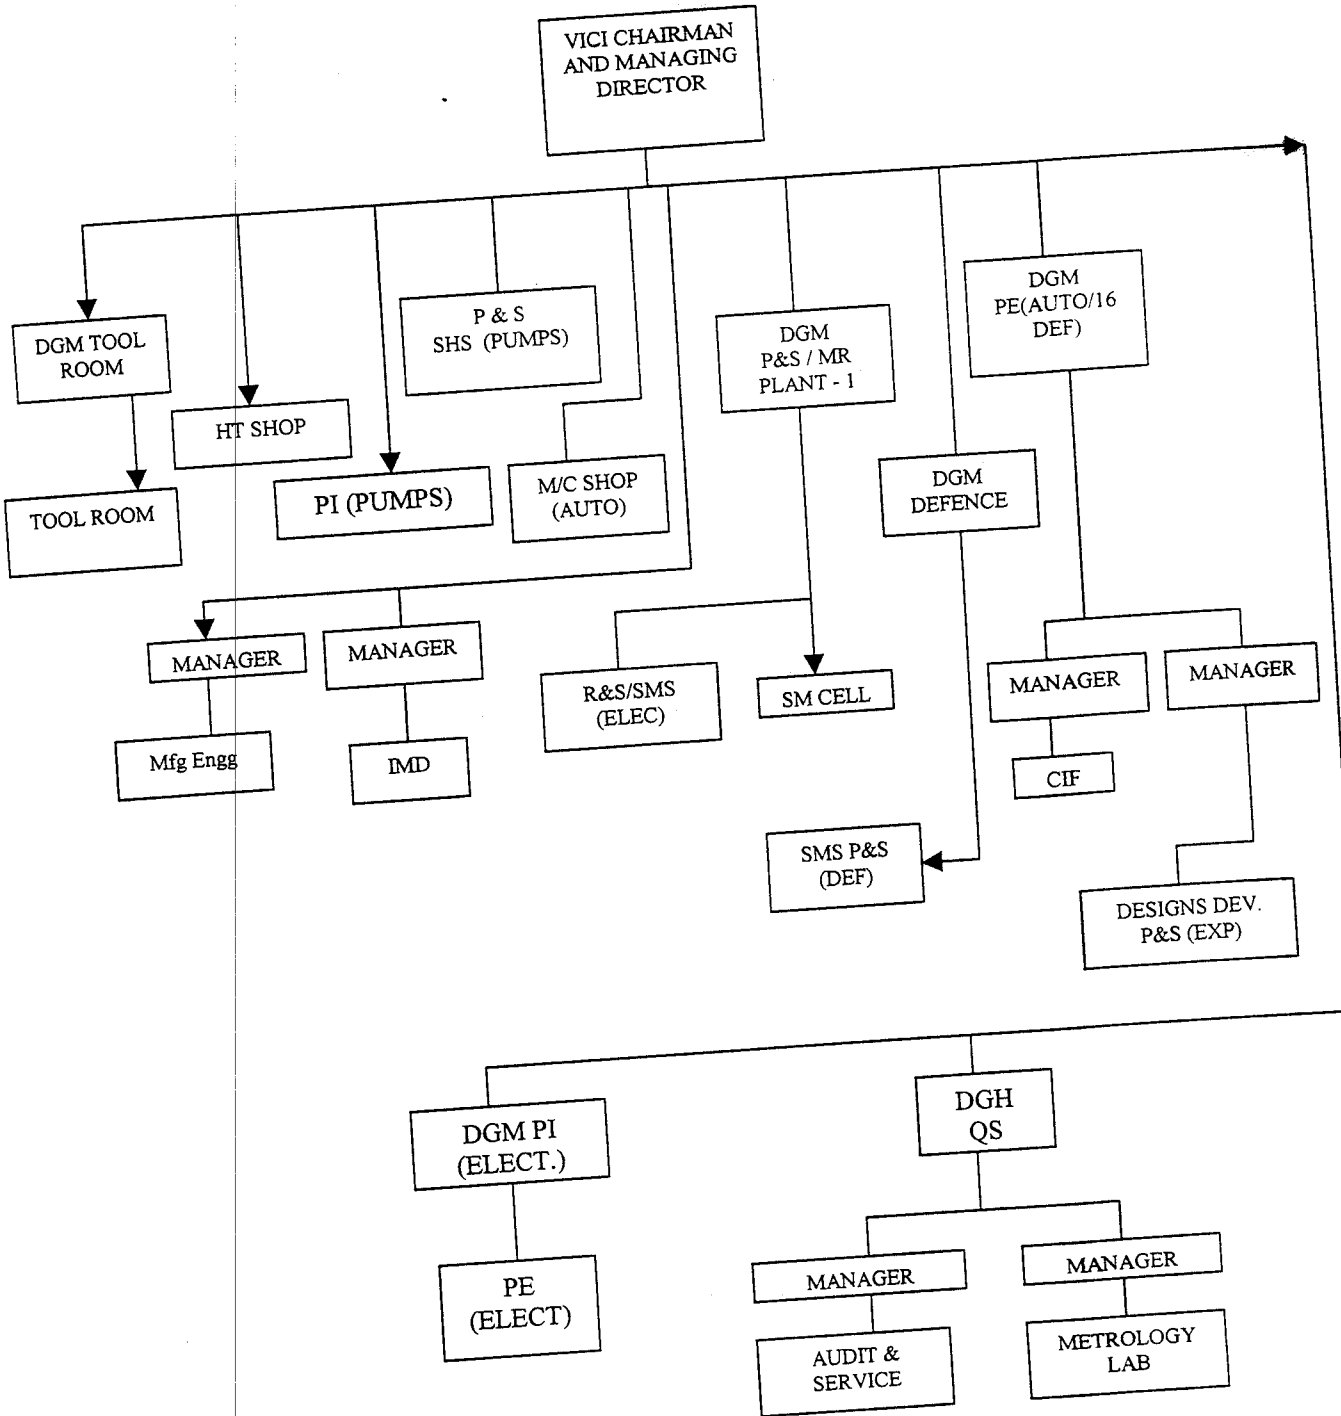 VICI CHAIRMAN
AND MANAGING
DIRECTOR
DGM TOOL
ROOM
HT SHOP
PI (PUMPS)
P & S
SHS (PUMPS)
M/C SHOP
(AUTO)
DGM
P&S / MR
PLANT - 1
DGM
DEFENCE
DGM
PE(AUTO/16
DEF)
TOOL ROOM
MANAGER
MANAGER
Mfg Engg
IMD
R&S/SMS
(ELEC)
SM CELL
MANAGER
MANAGER
CIF
SMS P&S
(DEF)
DESIGNS DEV.
P&S (EXP)
DGM PI
(ELECT.)
DGH
QS
PE
(ELECT)
MANAGER
MANAGER
AUDIT &
SERVICE
METROLOGY
LAB